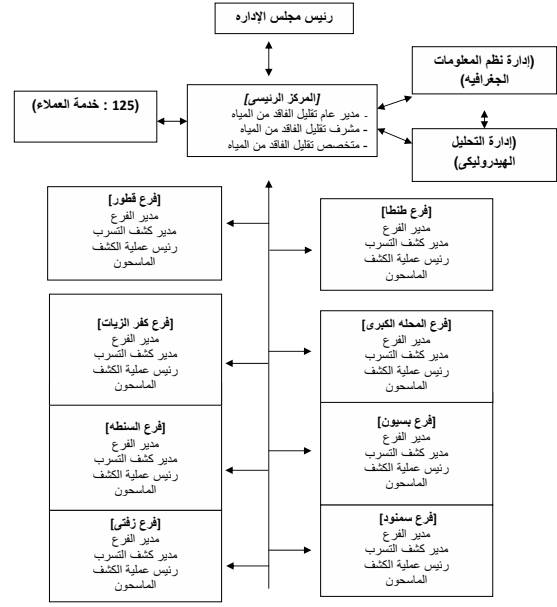 رئيس مجلس الإداره
(إدارة نظم المعلومات
الجغرافيه)
[المركز الرئيسى]
- مدير عام تقليل الفاقد من المياه
- مشرف تقليل الفاقد من المياه
- متخصص تقليل الفاقد من المياه
(125 : خدمة العملاء)
(إدارة التحليل
الهيدروليكى)
[فرع طنطا]
مدير الفرع
مدير كشف التسرب
رئيس عملية الكشف
الماسحون
[فرع قطور]
مدير الفرع
مدير كشف التسرب
رئيس عملية الكشف
الماسحون
[فرع المحله الكبرى]
مدير الفرع
مدير كشف التسرب
رئيس عملية الكشف
الماسحون
[فرع كفر الزيات]
مدير الفرع
مدير كشف التسرب
رئيس عملية الكشف
الماسحون
[فرع بسيون]
مدير الفرع
مدير كشف التسرب
رئيس عملية الكشف
الماسحون
[فرع السنطه]
مدير الفرع
مدير كشف التسرب
رئيس عملية الكشف
الماسحون
[فرع سمنود]
مدير الفرع
مدير كشف التسرب
رئيس عملية الكشف
الماسحون
[فرع زفتى]
مدير الفرع
مدير كشف التسرب
رئيس عملية الكشف
الماسحون